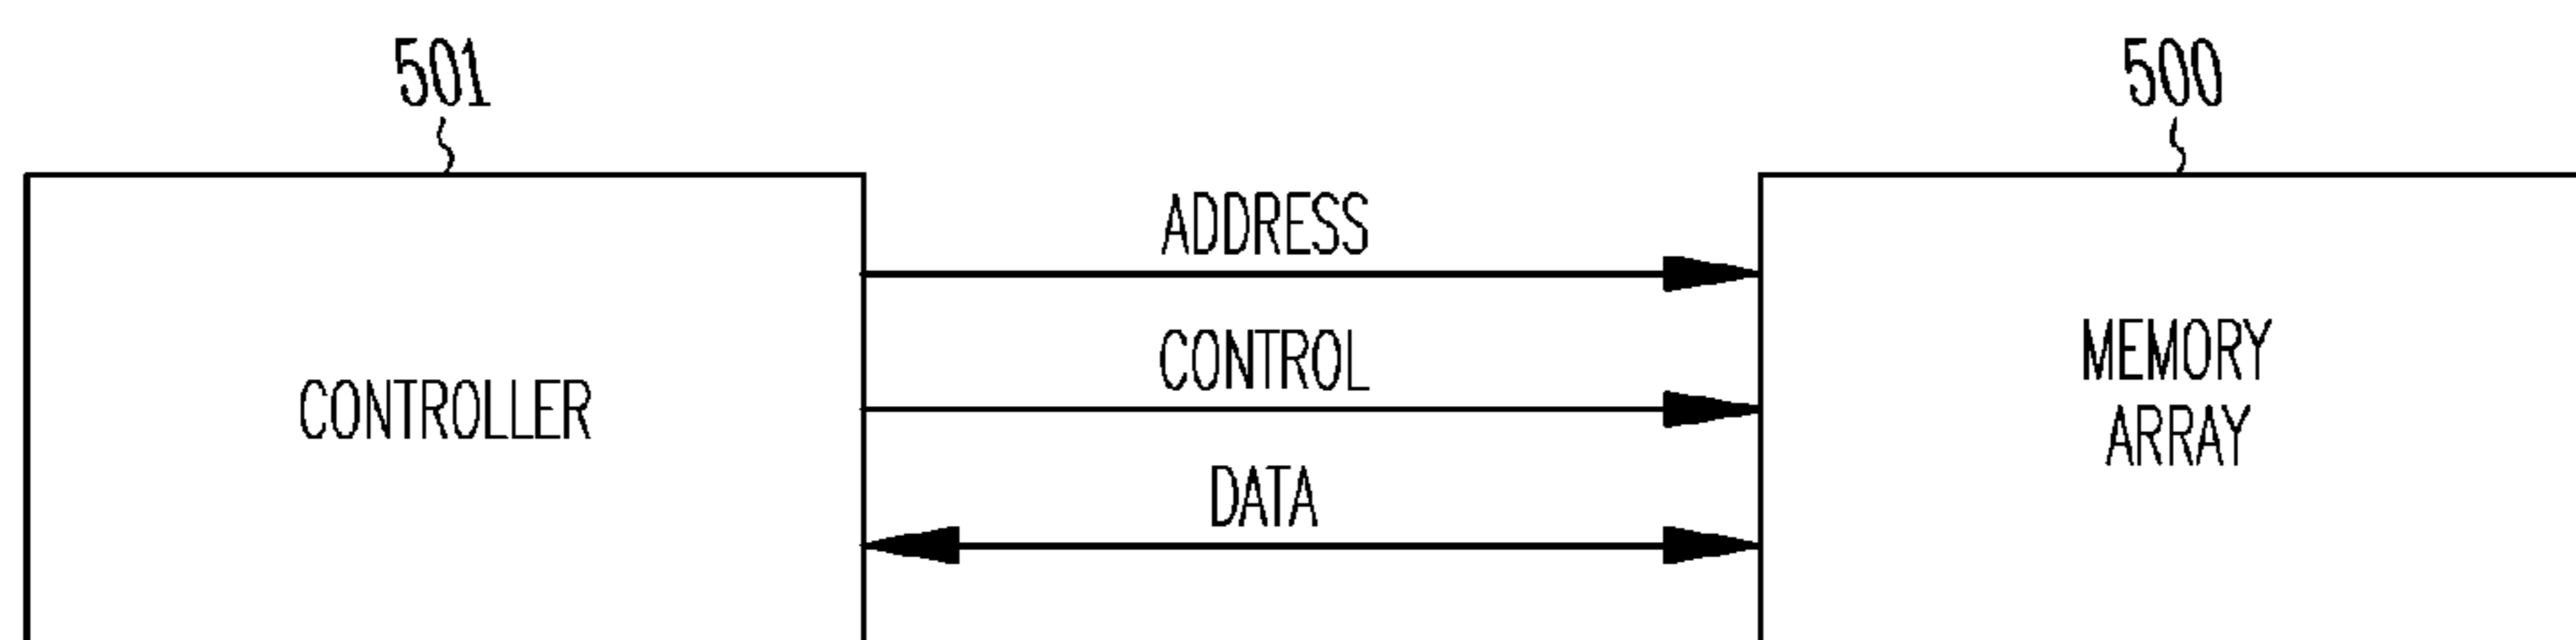 501
500
ADDRESS
CONTROL
DATA
CONTROLLER
MEMORY
ARRAY